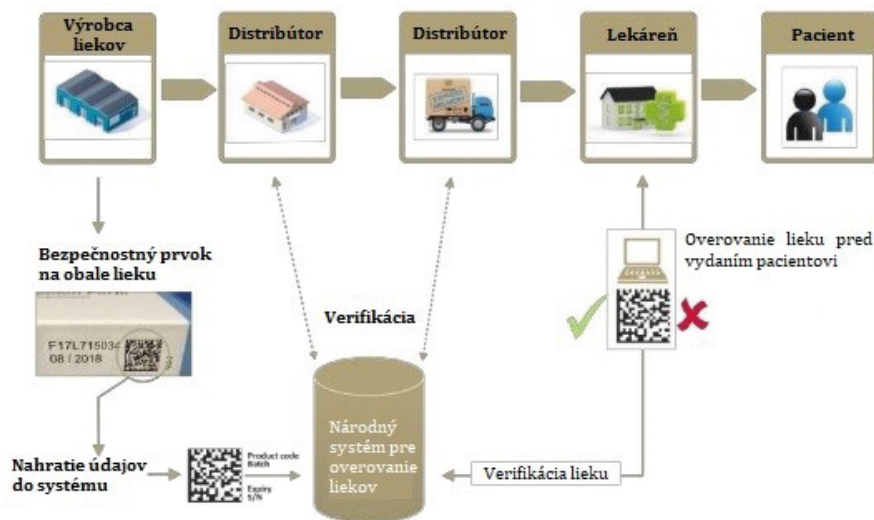 Výrobca
liekov
Distribútor
Distribútor
Lekáreň
Pacient
Bezpečnostný prvok
na obale lieku
F17L715034
08 / 2018
Overovanie lieku pred
vydaním pacientovi
Verifikácia
Národný
systém pre
overovanie
liekov
Nahratie údajov
do systému
Product code
Batch
Expiry
S/N
Verifikácia lieku